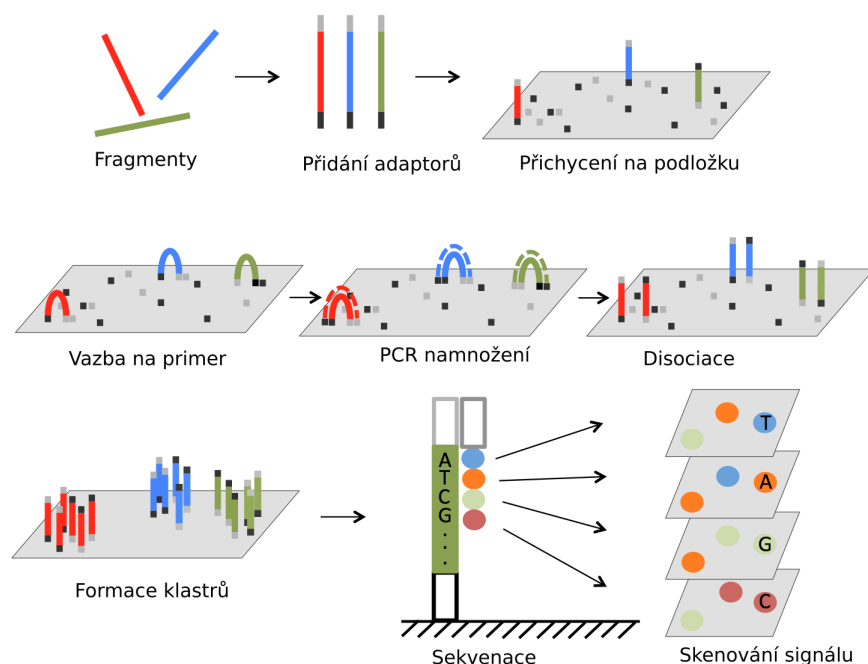 Fragmenty
Přidání adaptorů
Přichycení na podložku
Vazba na primer
PCR namnožení
Disociace
A
T
C
G
.
.
.
T
A
G
C
Formace klastrů
Sekvenace
Skenování signálu